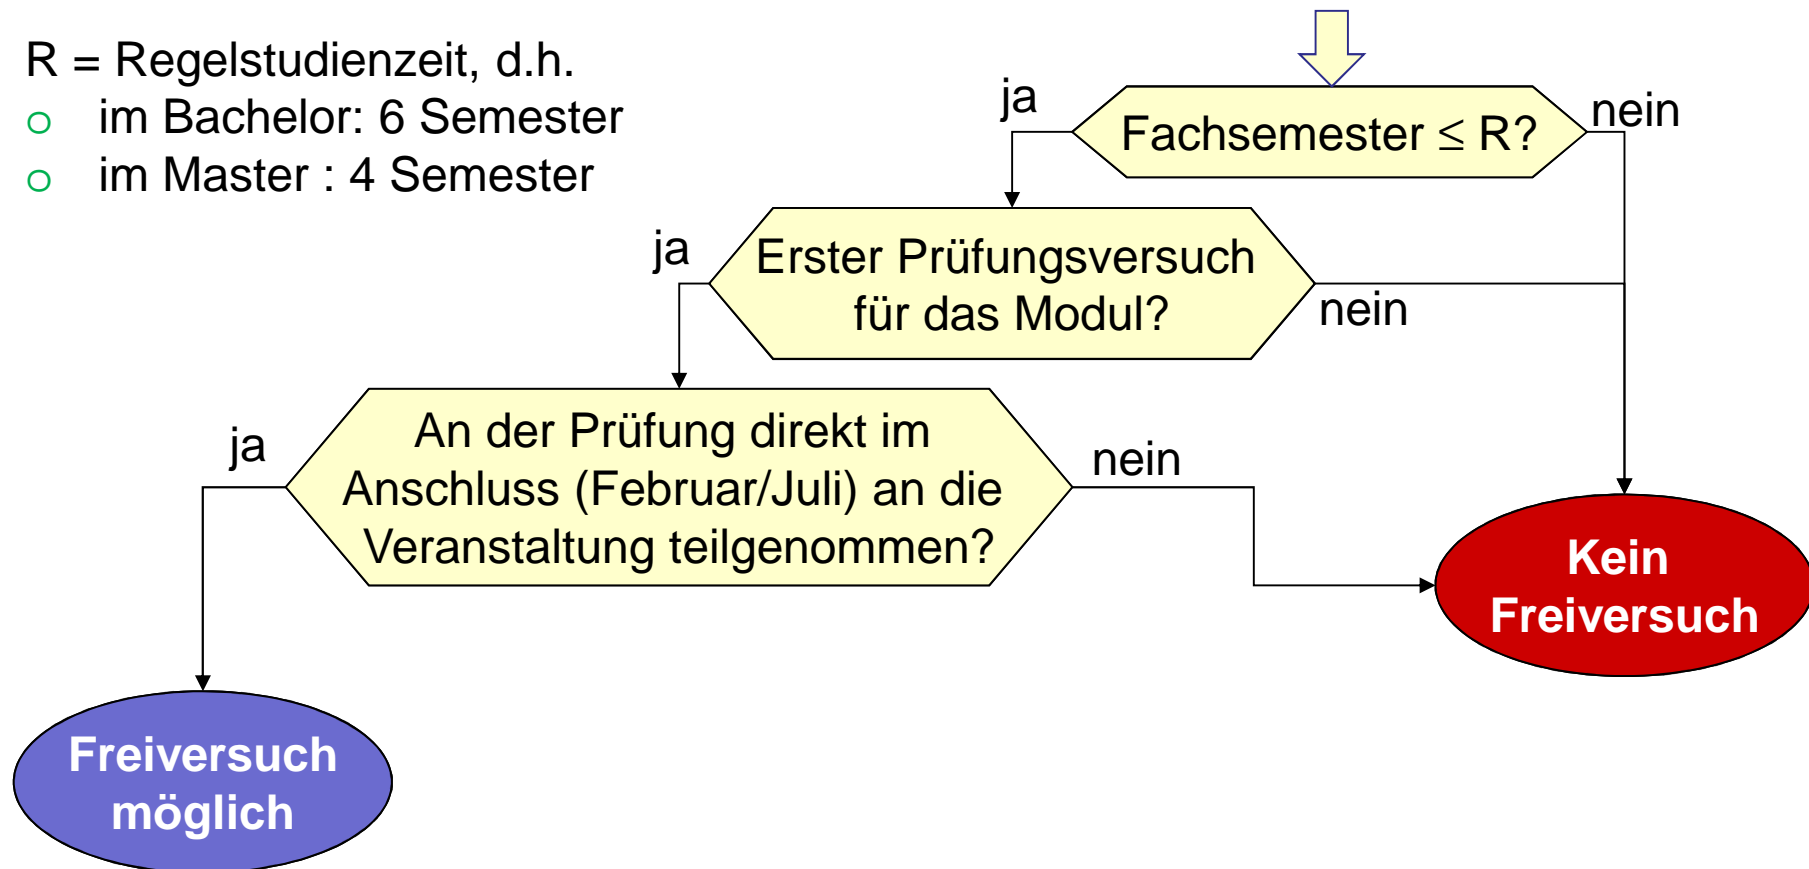 R = Regelstudienzeit, d.h.
o im Bachelor: 6 Semester
o im Master : 4 Semester
ja
Fachsemester ≤ R?
nein
ja
Erster Prüfungsversuch
für das Modul?
nein
ja
An der Prüfung direkt im
Anschluss (Februar/Juli) an die
Veranstaltung teilgenommen?
nein
Kein
Freiversuch
Freiversuch
möglich